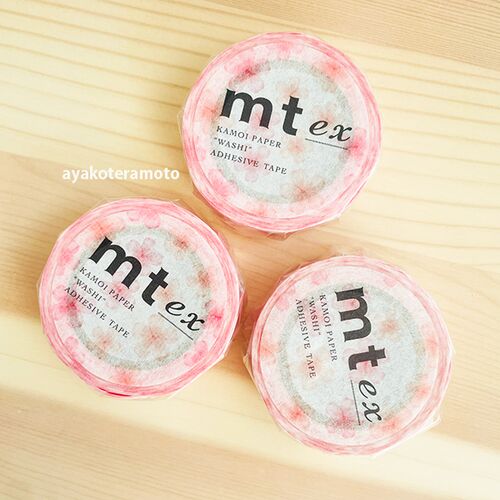 mt ex
KAMOI PAPER
"WASHI"
ADHESIVE TAPE
ayakoteramoto
mt ex
KAMOI PAPER
"WASHI"
ADHESIVE TAPE
mt ex
KAMOI PAPER
"WASHI"
ADHESIVE TAPE